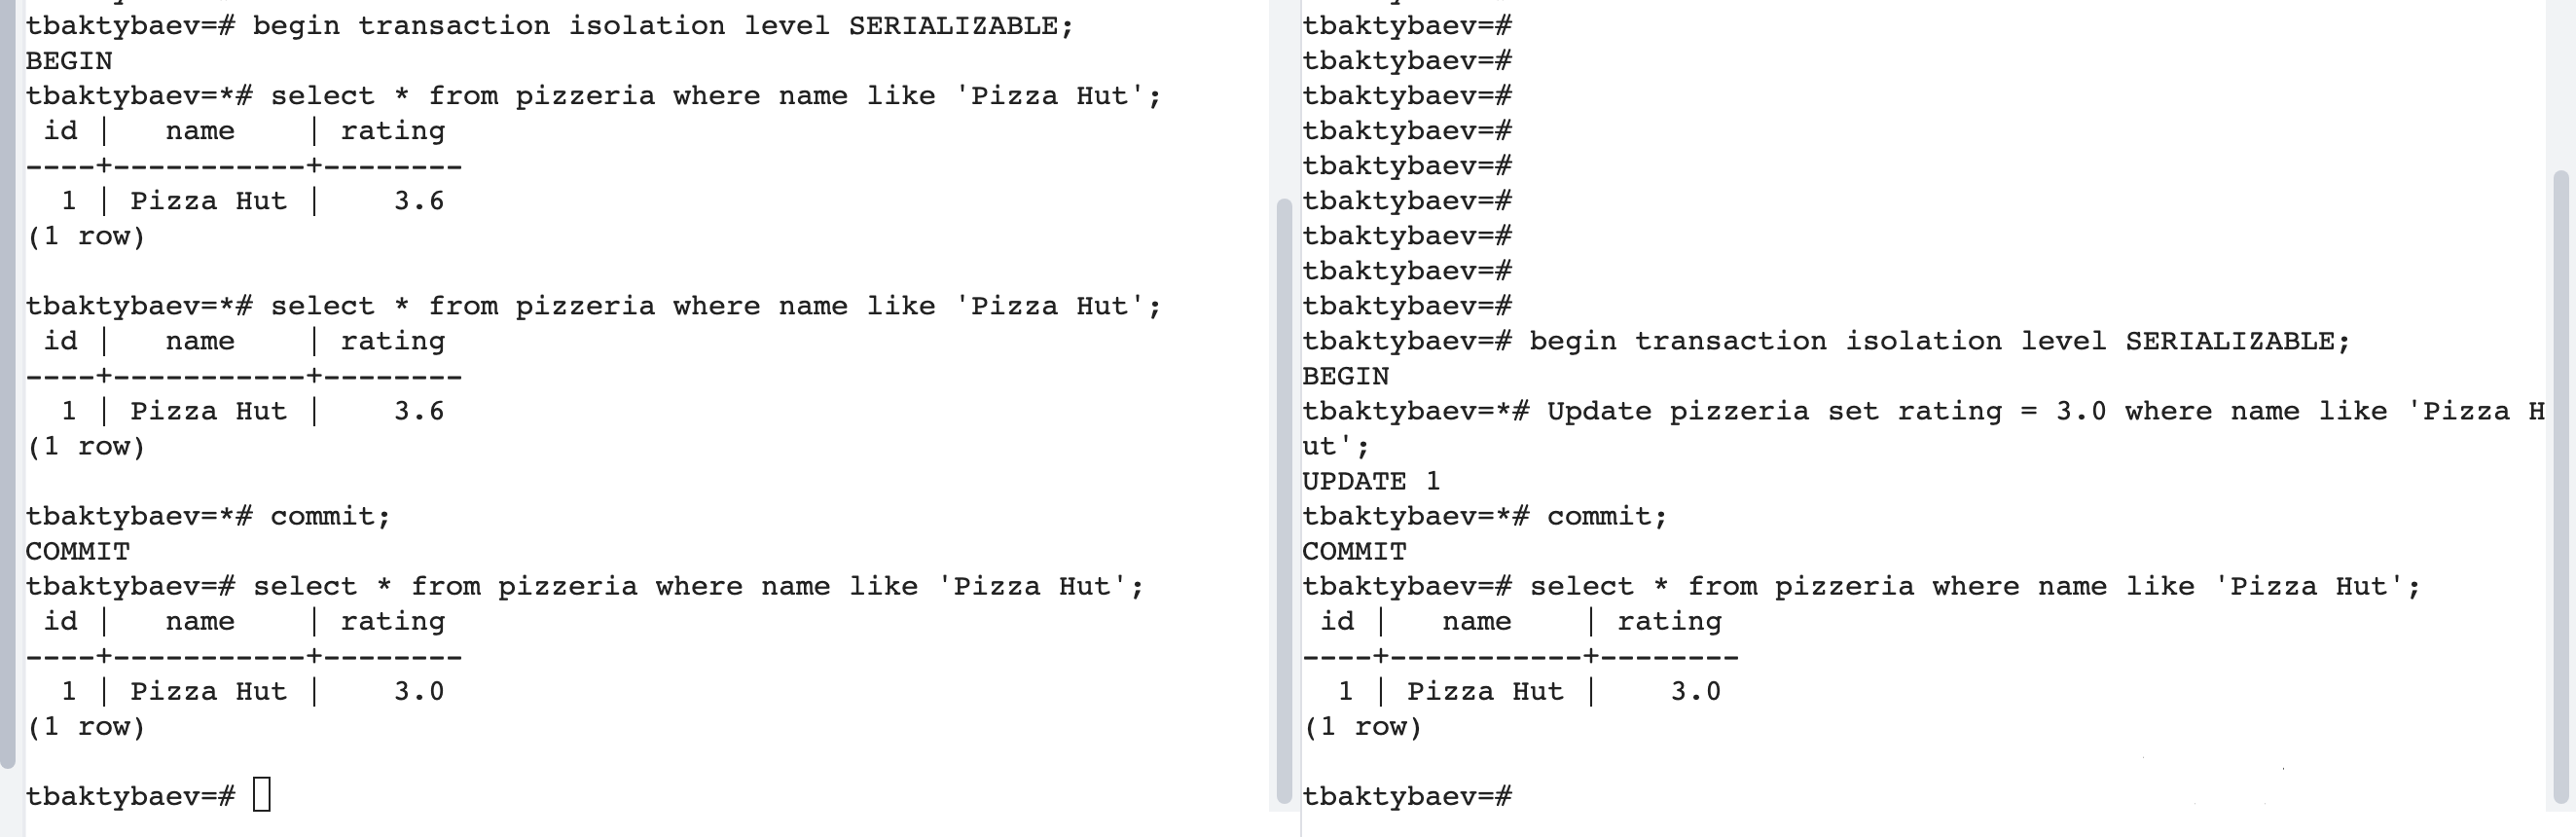 tbaktybaev=# begin transaction isolation level SERIALIZABLE;
BEGIN
tbaktybaev=*# select * from pizzeria where name like 'Pizza Hut';
 id |   name    | rating
----+-----------+--------
  1 | Pizza Hut |    3.6
(1 row)

tbaktybaev=*# select * from pizzeria where name like 'Pizza Hut';
 id |   name    | rating
----+-----------+--------
  1 | Pizza Hut |    3.6
(1 row)

tbaktybaev=*# commit;
COMMIT
tbaktybaev=# select * from pizzeria where name like 'Pizza Hut';
 id |   name    | rating
----+-----------+--------
  1 | Pizza Hut |    3.0
(1 row)

tbaktybaev=#
tbaktybaev=#
tbaktybaev=#
tbaktybaev=#
tbaktybaev=#
tbaktybaev=#
tbaktybaev=#
tbaktybaev=#
tbaktybaev=#
tbaktybaev=#
tbaktybaev=# begin transaction isolation level SERIALIZABLE;
BEGIN
tbaktybaev=*# Update pizzeria set rating = 3.0 where name like 'Pizza H
ut';
UPDATE 1
tbaktybaev=*# commit;
COMMIT
tbaktybaev=# select * from pizzeria where name like 'Pizza Hut';
 id |   name    | rating
----+-----------+--------
  1 | Pizza Hut |    3.0
(1 row)

tbaktybaev=#